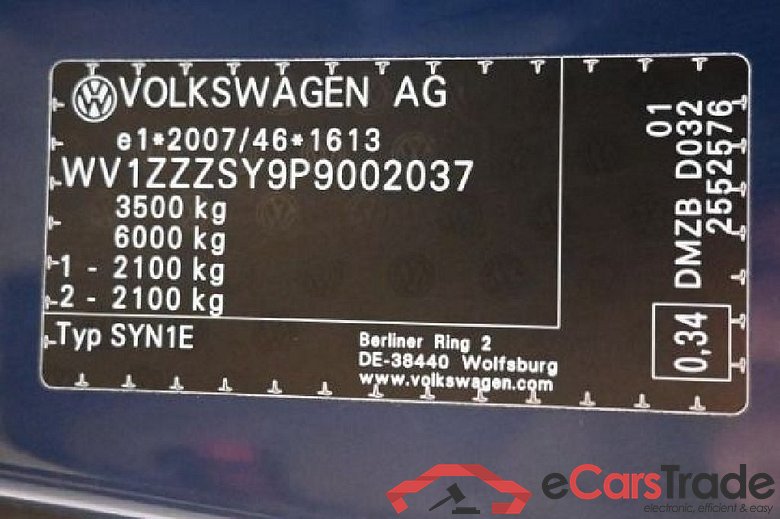 VOLKSWAGEN AG
e1*2007/46*1613
WV1ZZZSY9P9002037
3500 kg
6000 kg
1 - 2100 kg
2 - 2100 kg
Typ SYN1E
Berliner Ring 2
DE-38440 Wolfsburg
www.volkswagen.com
01
DMZB D032
2552576
0,34
eCarsTrade
electronic, efficient & easy